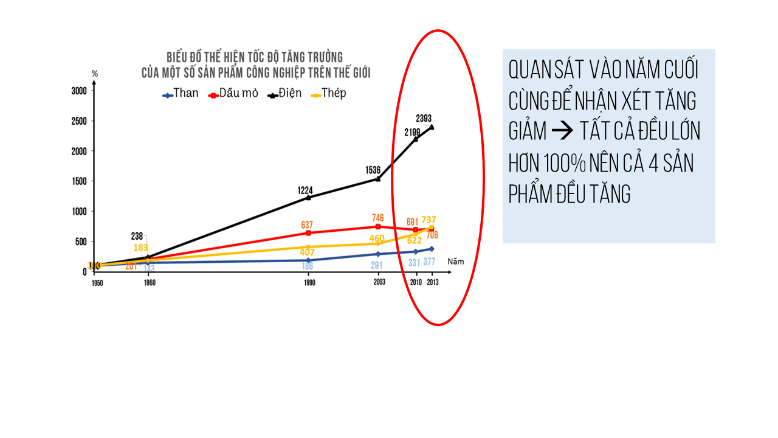 BIỂU ĐỒ THỂ HIỆN TỐC ĐỘ TĂNG TRƯỞNG
CỦA MỘT SỐ SẢN PHẨM CÔNG NGHIỆP TRÊN THẾ GIỚI
%
Than Dầu mỏ Điện Thép
3000
2500
2000
1500
1000
500
0
238
183
201
143
1224
637
407
186
1536
746
460
291
2199
691
622
331
2393
737
706
377
Năm
1950 1960 1990 2003 2010 2013
QUAN SÁT VÀO NĂM CUỐI
CÙNG ĐỂ NHẬN XÉT TĂNG
GIẢM → TẤT CẢ ĐỀU LỚN
HƠN 100% NÊN CẢ 4 SẢN
PHẨM ĐỀU TĂNG